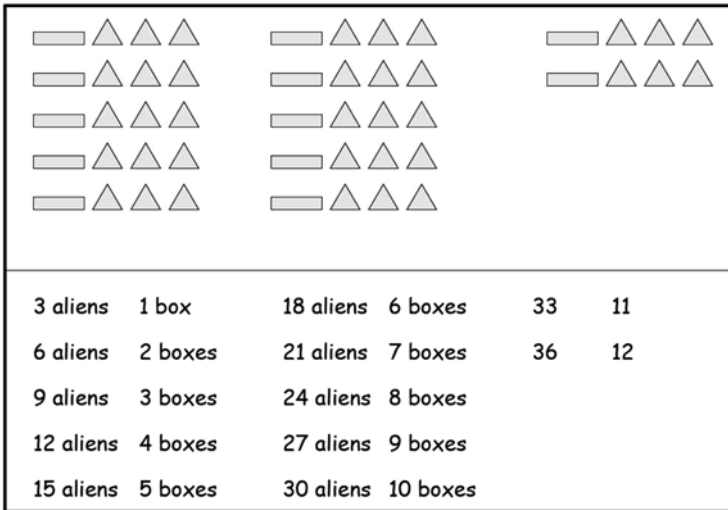 3 aliens 1 box 18 aliens 6 boxes 33 11
6 aliens 2 boxes 21 aliens 7 boxes 36 12
9 aliens 3 boxes 24 aliens 8 boxes
12 aliens 4 boxes 27 aliens 9 boxes
15 aliens 5 boxes 30 aliens 10 boxes